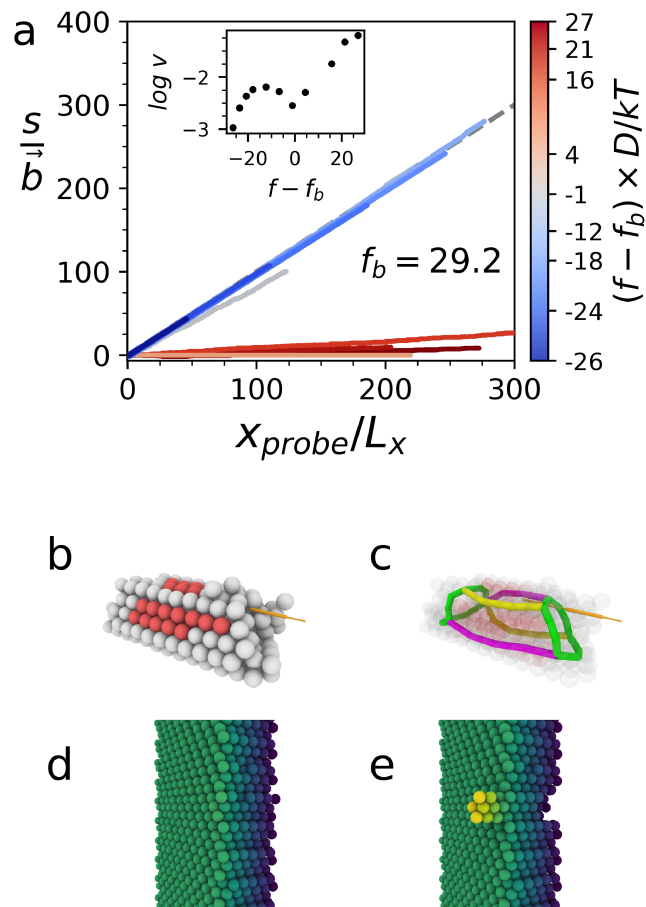 a
400
300
200
100
0
s
b
0
100
200
300
x_probe/L_x
log v
−2
−3
−20
0
20
f − f_b
f_b = 29.2
27
21
16
4
-1
-12
-18
-24
-26
(f − f_b) × D/kT
b
c
d
e